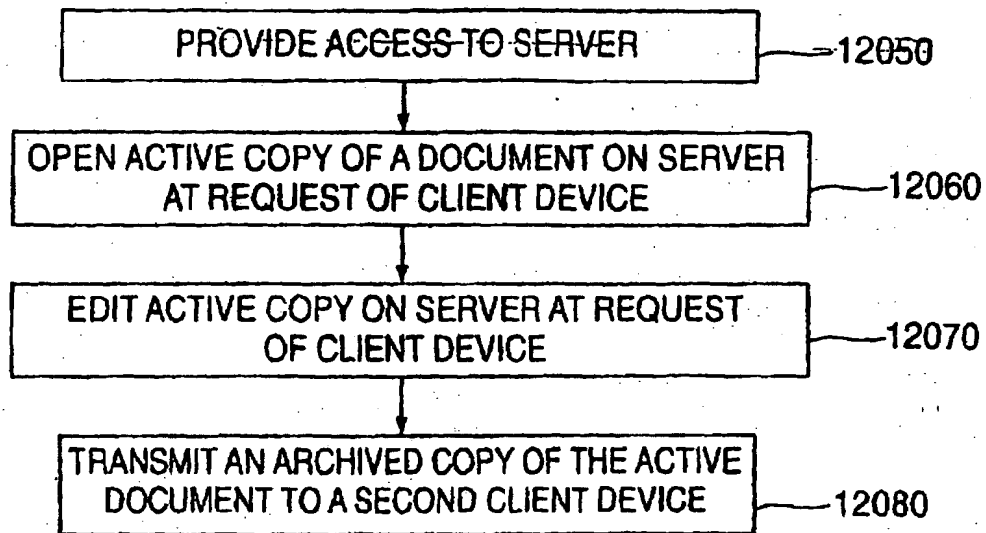 PROVIDE ACCESS TO SERVER
12050
OPEN ACTIVE COPY OF A DOCUMENT ON SERVER
AT REQUEST OF CLIENT DEVICE
12060
EDIT ACTIVE COPY ON SERVER AT REQUEST
OF CLIENT DEVICE
12070
TRANSMIT AN ARCHIVED COPY OF THE ACTIVE
DOCUMENT TO A SECOND CLIENT DEVICE
12080